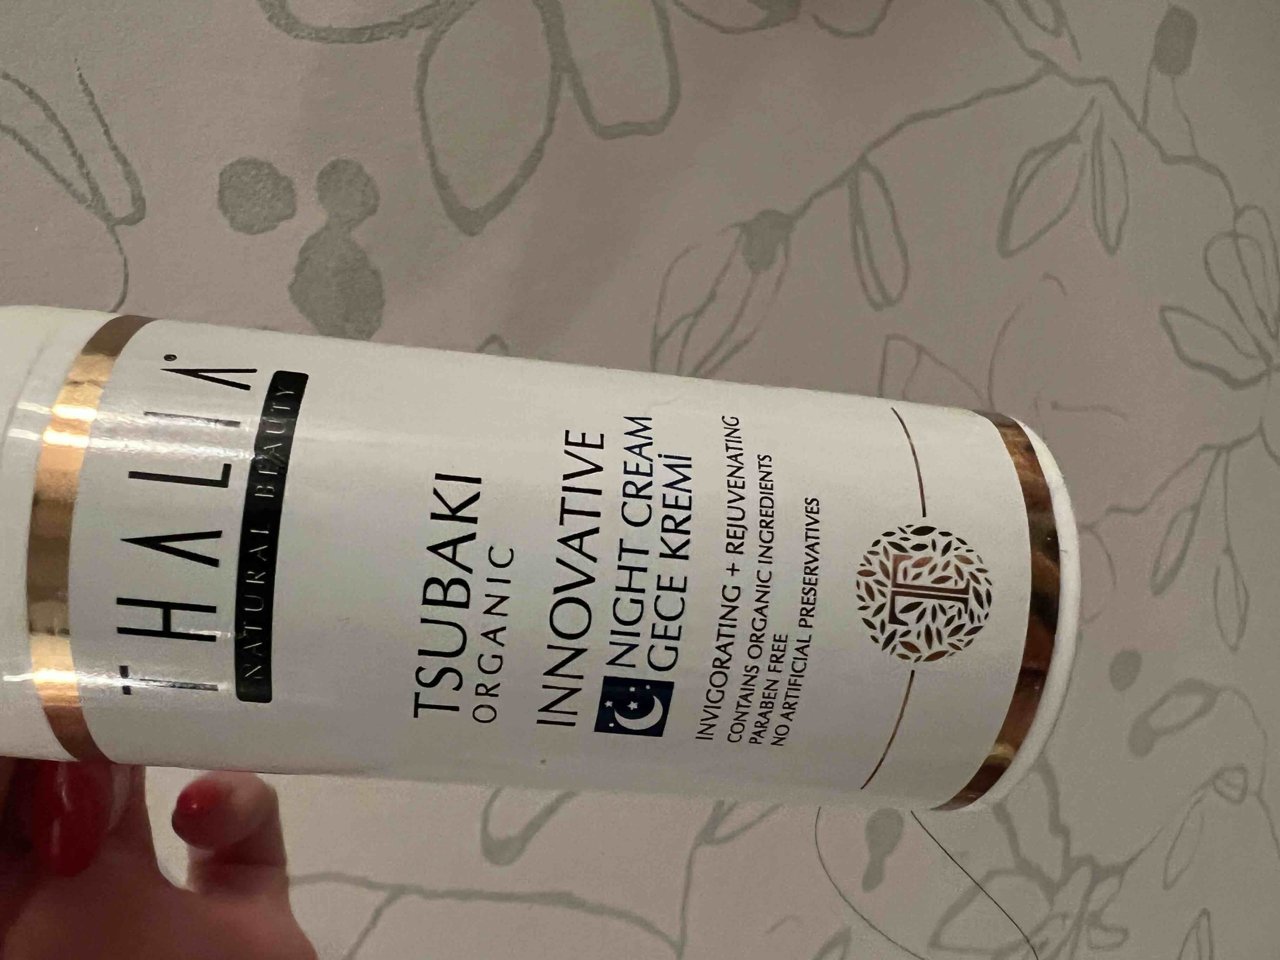 THALIA®
NATURAL BEAUTY
TSUBAKI
ORGANIC
INNOVATIVE
NIGHT CREAM
GECE KREMİ
INVIGORATING + REJUVENATING
CONTAINS ORGANIC INGREDIENTS
PARABEN FREE
NO ARTIFICIAL PRESERVATIVES
T